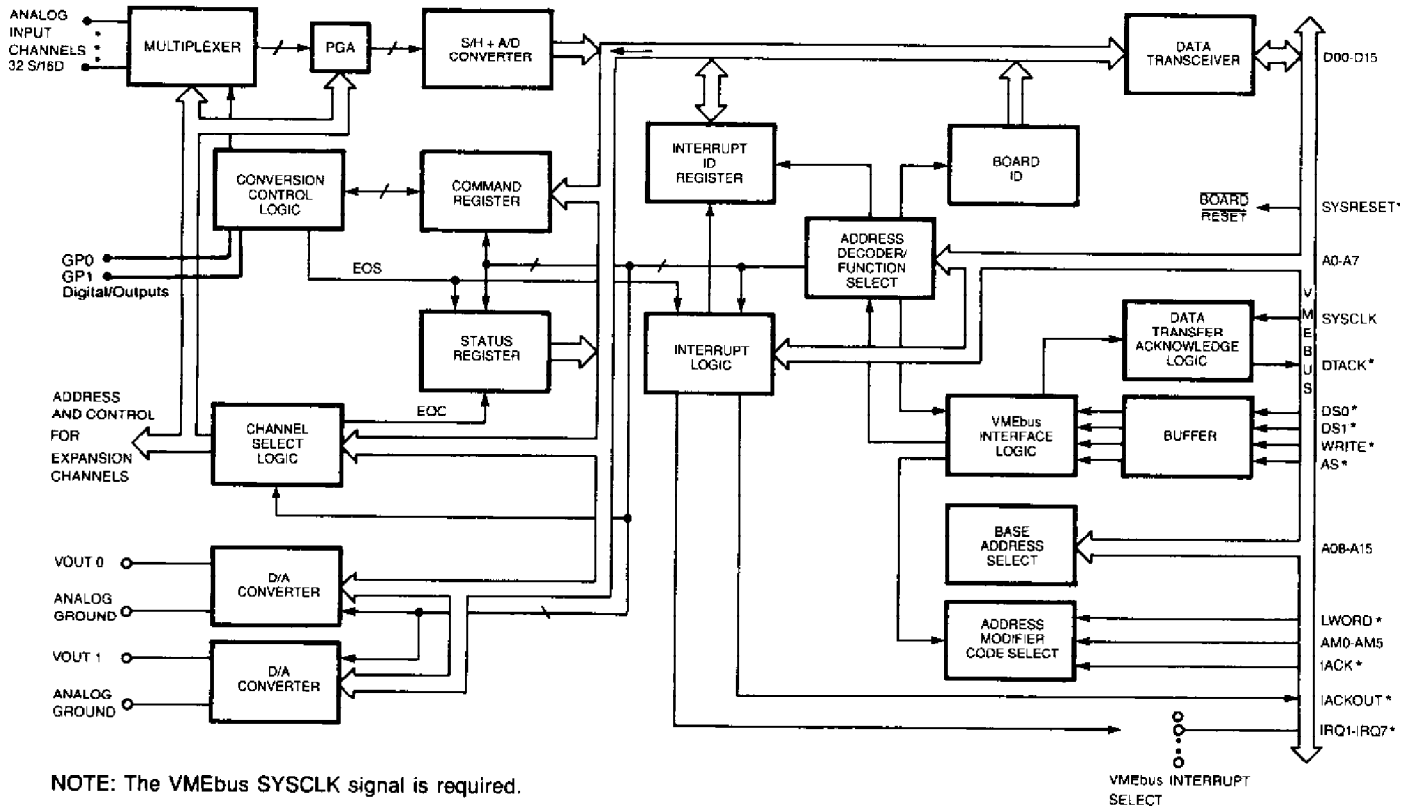 ANALOG
INPUT
CHANNELS
32 S/16D
MULTIPLEXER
PGA
S/H + A/D
CONVERTER
DATA
TRANSCEIVER
D00-D15
INTERRUPT
ID
REGISTER
BOARD
ID
CONVERSION
CONTROL
LOGIC
COMMAND
REGISTER
BOARD
RESET
SYSRESET*
ADDRESS
DECODER/
FUNCTION
SELECT
A0-A7
GP0
GP1
Digital/Outputs
EOS
STATUS
REGISTER
INTERRUPT
LOGIC
DATA
TRANSFER
ACKNOWLEDGE
LOGIC
VMEBUS
SYSCLK
DTACK*
ADDRESS
AND CONTROL
FOR
EXPANSION
CHANNELS
CHANNEL
SELECT
LOGIC
EOC
VMEbus
INTERFACE
LOGIC
BUFFER
DS0*
DS1*
WRITE*
AS*
BASE
ADDRESS
SELECT
A08-A15
VOUT 0
ANALOG
GROUND
D/A
CONVERTER
VOUT 1
ANALOG
GROUND
D/A
CONVERTER
ADDRESS
MODIFIER
CODE SELECT
LWORD*
AM0-AM5
IACK*
IACKOUT*
IRQ1-IRQ7*
VMEbus INTERRUPT
SELECT
NOTE: The VMEbus SYSCLK signal is required.